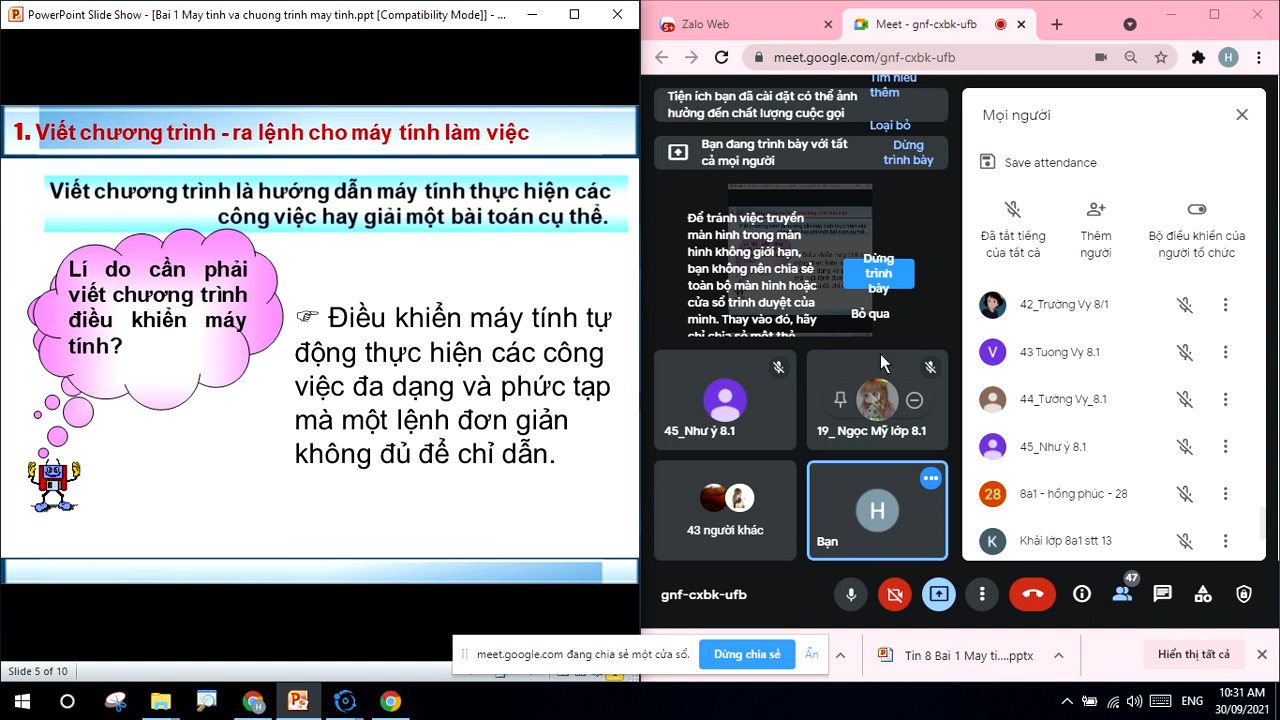 PowerPoint Slide Show - [Bai 1 May tinh va chuong trinh may tinh.ppt [Compatibility Mode]] - ...
1. Viết chương trình - ra lệnh cho máy tính làm việc
Viết chương trình là hướng dẫn máy tính thực hiện các
công việc hay giải một bài toán cụ thể.
Lí do cần phải
viết chương trình
điều khiển máy
tính?
☞ Điều khiển máy tính tự
động thực hiện các công
việc đa dạng và phức tạp
mà một lệnh đơn giản
không đủ để chỉ dẫn.
Slide 5 of 10
Zalo Web
Meet - gnf-cxbk-ufb
meet.google.com/gnf-cxbk-ufb
H
Tìm hiểu
thêm
Tiện ích bạn đã cài đặt có thể ảnh
hưởng đến chất lượng cuộc gọi
Loại bỏ
Bạn đang trình bày với tất
cả mọi người
Dừng
trình bày
Để tránh việc truyền
màn hình trong màn
hình không giới hạn,
bạn không nên chia sẻ
toàn bộ màn hình hoặc
cửa sổ trình duyệt của
mình. Thay vào đó, hãy
chỉ chia sẻ một thẻ
Dừng
trình
bày
Bỏ qua
45_Như ý 8.1
19_ Ngọc Mỹ lớp 8.1
43 người khác
H
Bạn
Mọi người
Save attendance
Đã tắt tiếng
của tất cả
Thêm
người
Bộ điều khiển của
người tổ chức
42_Trường Vy 8/1
V
43 Tuong Vy 8.1
44_Tường Vy_8.1
45_Như ý 8.1
28
8a1 - hồng phúc - 28
K
Khải lớp 8a1 stt 13
gnf-cxbk-ufb
47
meet.google.com đang chia sẻ một cửa sổ.
Dừng chia sẻ
Ẩn
Tin 8 Bai 1 May ti....pptx
Hiển thị tất cả
ENG
10:31 AM
30/09/2021